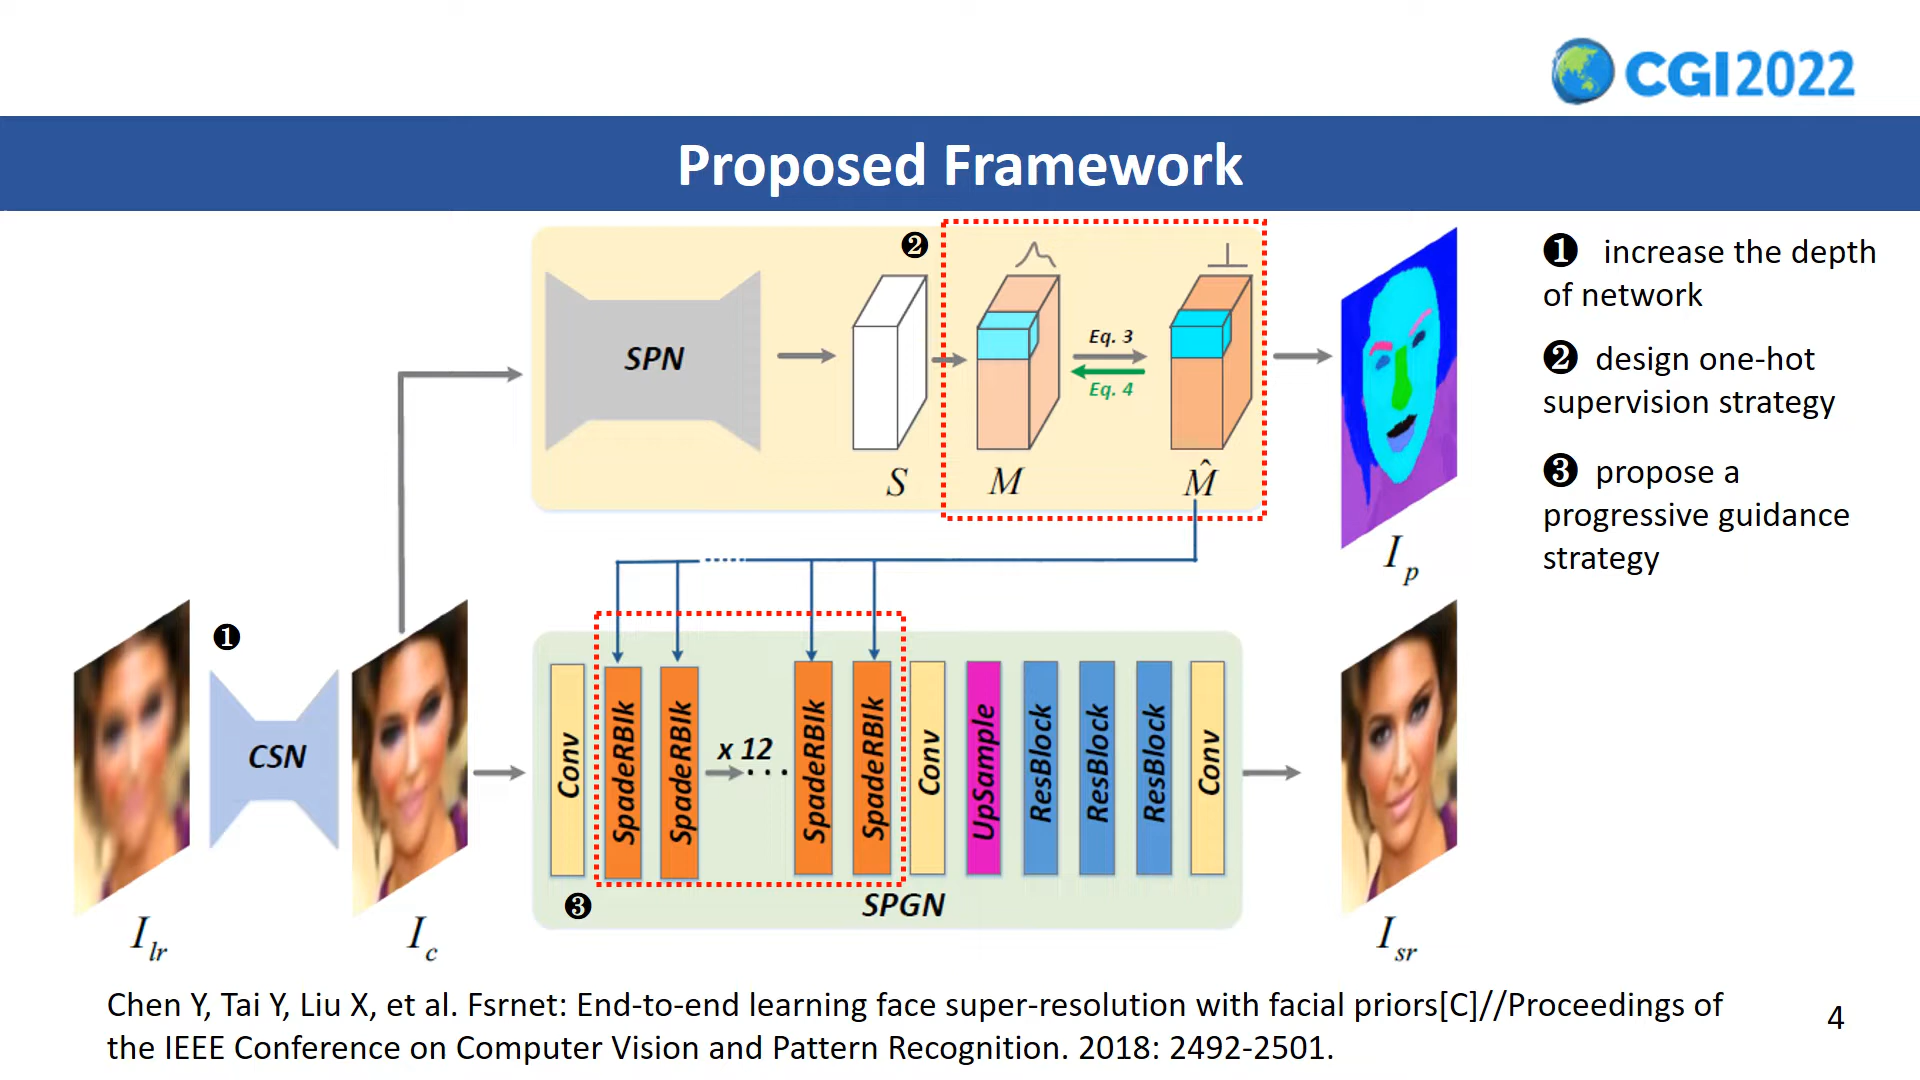 CGI2022
Proposed Framework
❷
SPN
Eq. 3
Eq. 4
S
M
M̂
I_p
❶ increase the depth
of network
❷ design one-hot
supervision strategy
❸ propose a
progressive guidance
strategy
❶
CSN
Conv
SpadeRBlk
SpadeRBlk
x 12
...
SpadeRBlk
SpadeRBlk
Conv
UpSample
ResBlock
ResBlock
ResBlock
Conv
❸
SPGN
I_lr
I_c
I_sr
Chen Y, Tai Y, Liu X, et al. Fsrnet: End-to-end learning face super-resolution with facial priors[C]//Proceedings of
the IEEE Conference on Computer Vision and Pattern Recognition. 2018: 2492-2501.
4